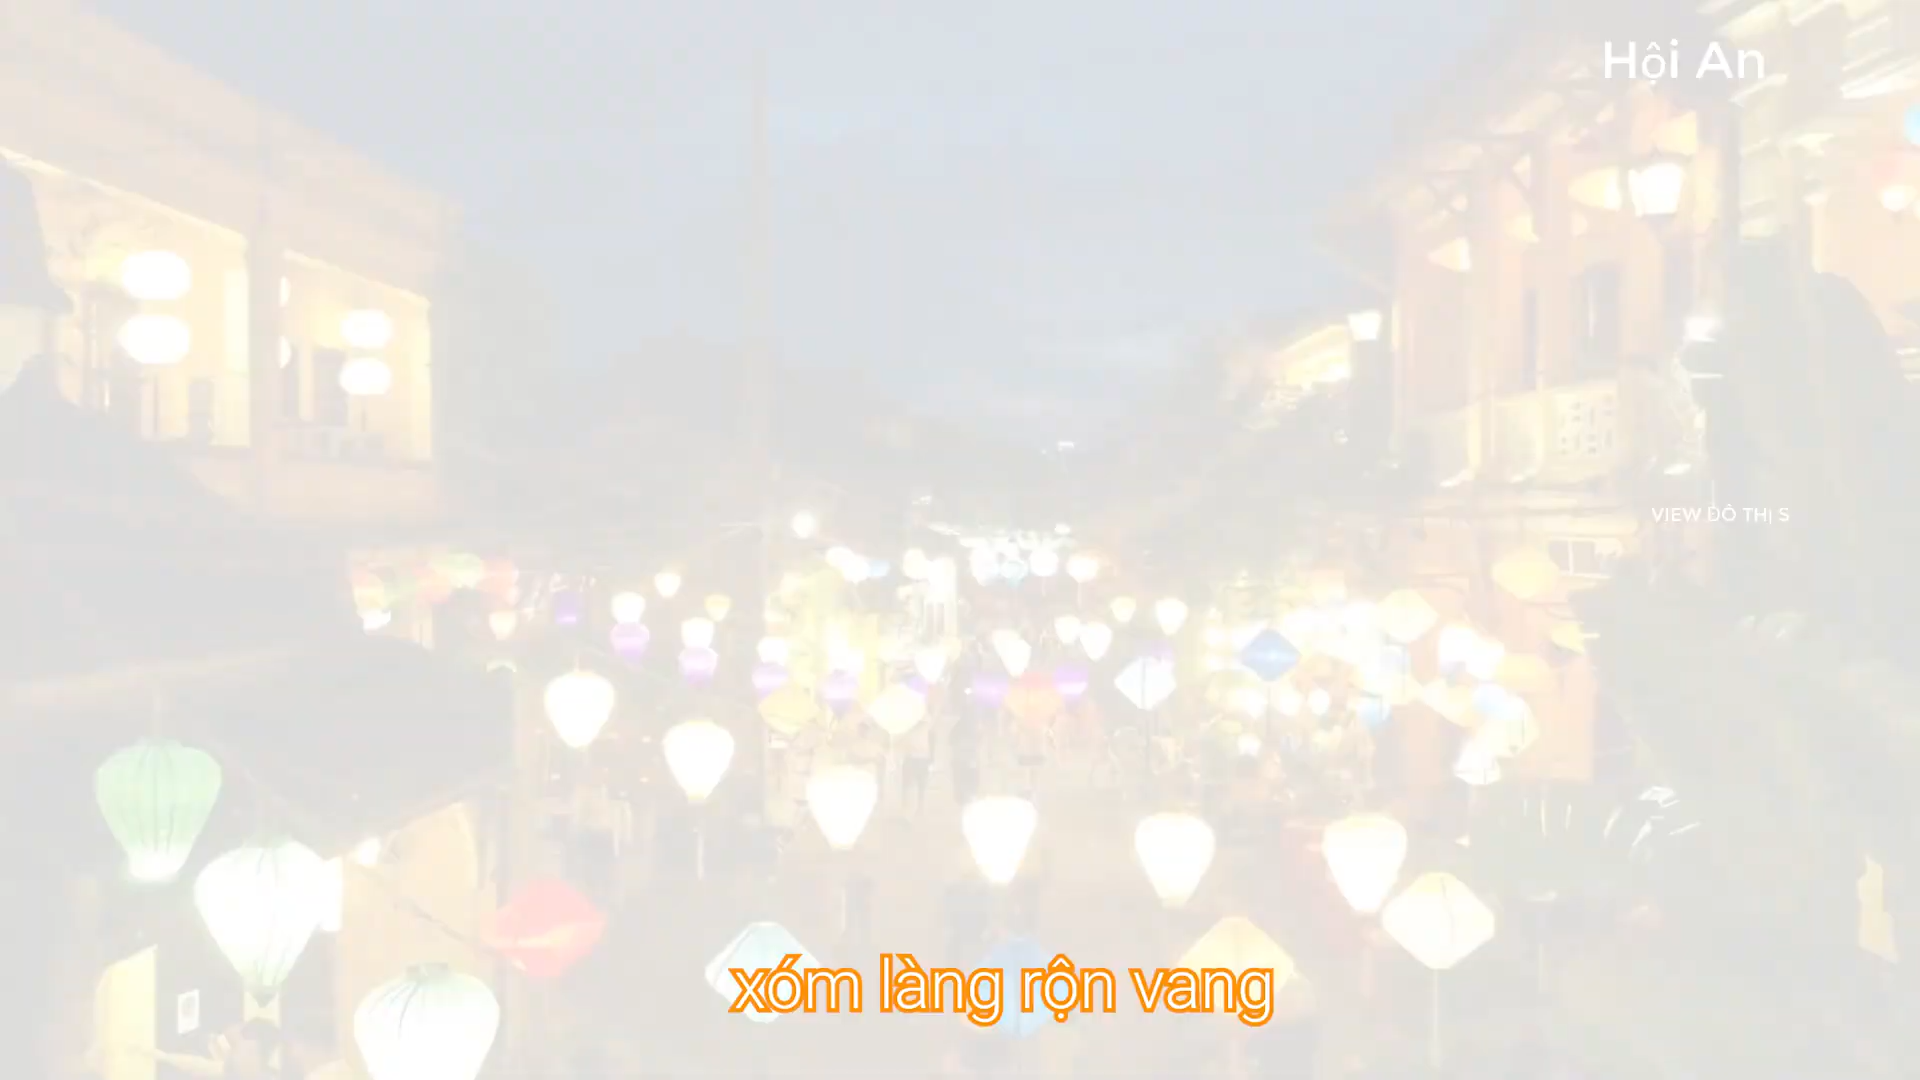 Hội An
VIEW ĐÔ THỊ S
xóm làng rộn vang